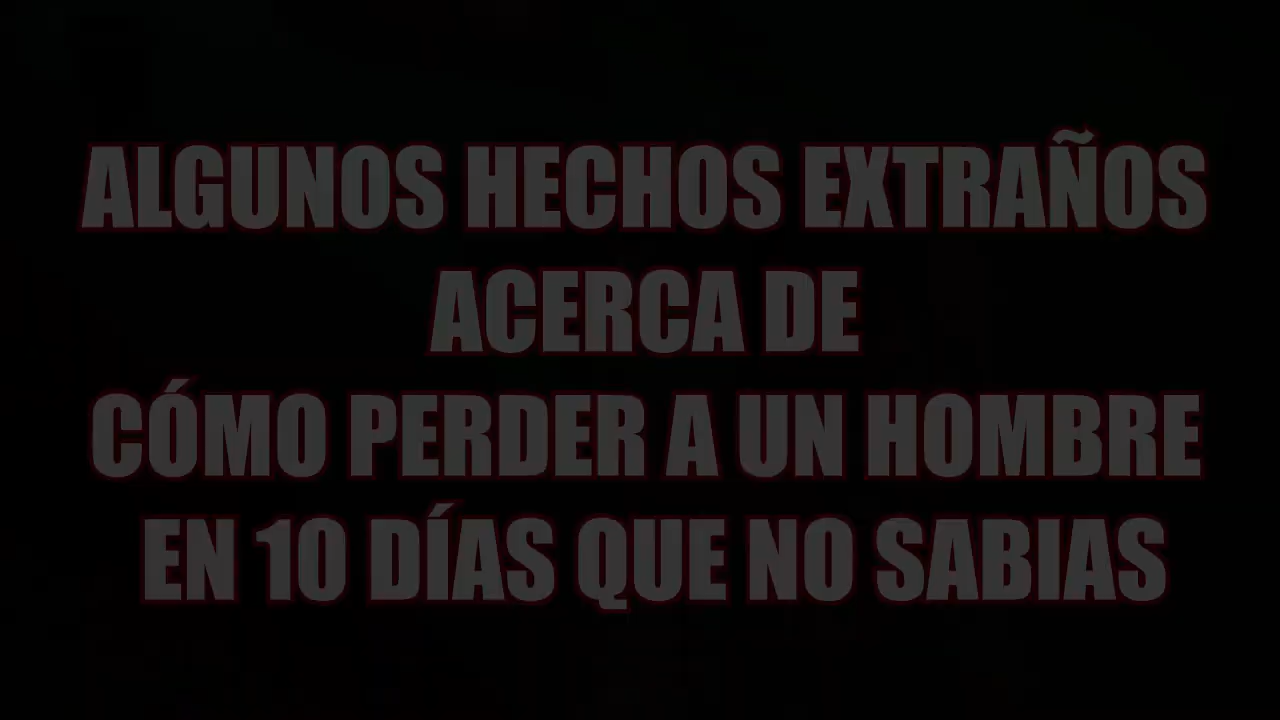 ALGUNOS HECHOS EXTRAÑOS
ACERCA DE
CÓMO PERDER A UN HOMBRE
EN 10 DÍAS QUE NO SABIAS